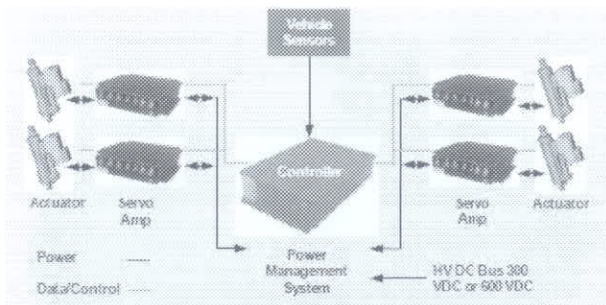 Vehicle
Sensors
Controller
Actuator
Servo
Amp
Power
Management
System
Servo
Amp
Actuator
Power
Data/Control
HV DC Bus 300
VDC or 600 VDC